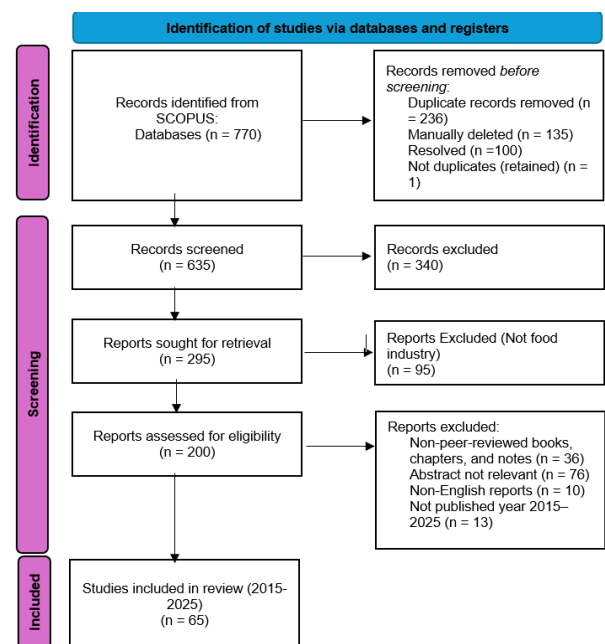 Identification of studies via databases and registers
Identification
Records identified from
SCOPUS:
Databases (n = 770)
Records removed before
screening:
Duplicate records removed (n
= 236)
Manually deleted (n = 135)
Resolved (n =100)
Not duplicates (retained) (n =
1)
Screening
Records screened
(n = 635)
Records excluded
(n = 340)
Reports sought for retrieval
(n = 295)
Reports Excluded (Not food
industry)
(n = 95)
Reports assessed for eligibility
(n = 200)
Reports excluded:
Non-peer-reviewed books,
chapters, and notes (n = 36)
Abstract not relevant (n = 76)
Non-English reports (n = 10)
Not published year 2015–
2025 (n = 13)
Included
Studies included in review (2015-
2025)
(n = 65)